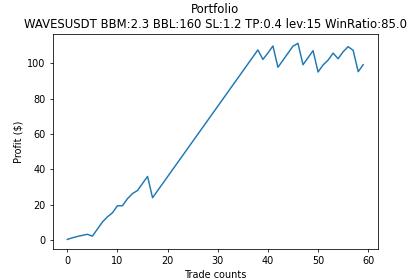 Portfolio
WAVESUSDT BBM:2.3 BBL:160 SL:1.2 TP:0.4 lev:15 WinRatio:85.0
100
80
60
40
20
0
Profit ($)
0 10 20 30 40 50 60
Trade counts